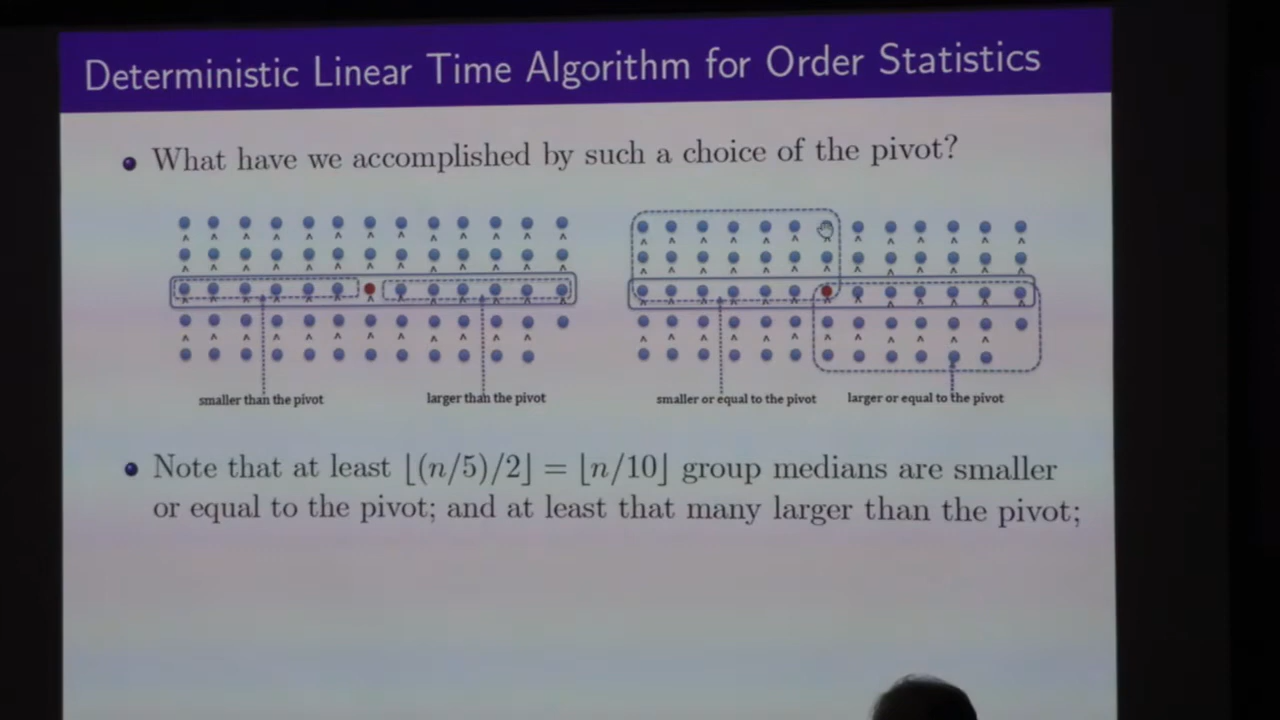 Deterministic Linear Time Algorithm for Order Statistics
What have we accomplished by such a choice of the pivot?
smaller than the pivot
larger than the pivot
smaller or equal to the pivot
larger or equal to the pivot
Note that at least ⌊(n/5)/2⌋ = ⌊n/10⌋ group medians are smaller
or equal to the pivot; and at least that many larger than the pivot;